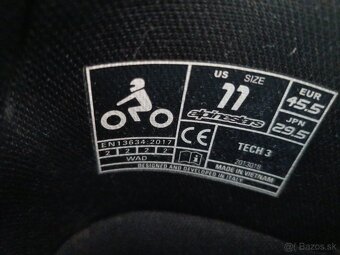 US SIZE
11
alpinestars
EUR
45.5
JPN
29.5
EN13634:2017
2 2 2 2
WAD
CE
TECH 3
MADE IN VIETNAM
DESIGNED AND DEVELOPED IN ITALY
Bazos.sk